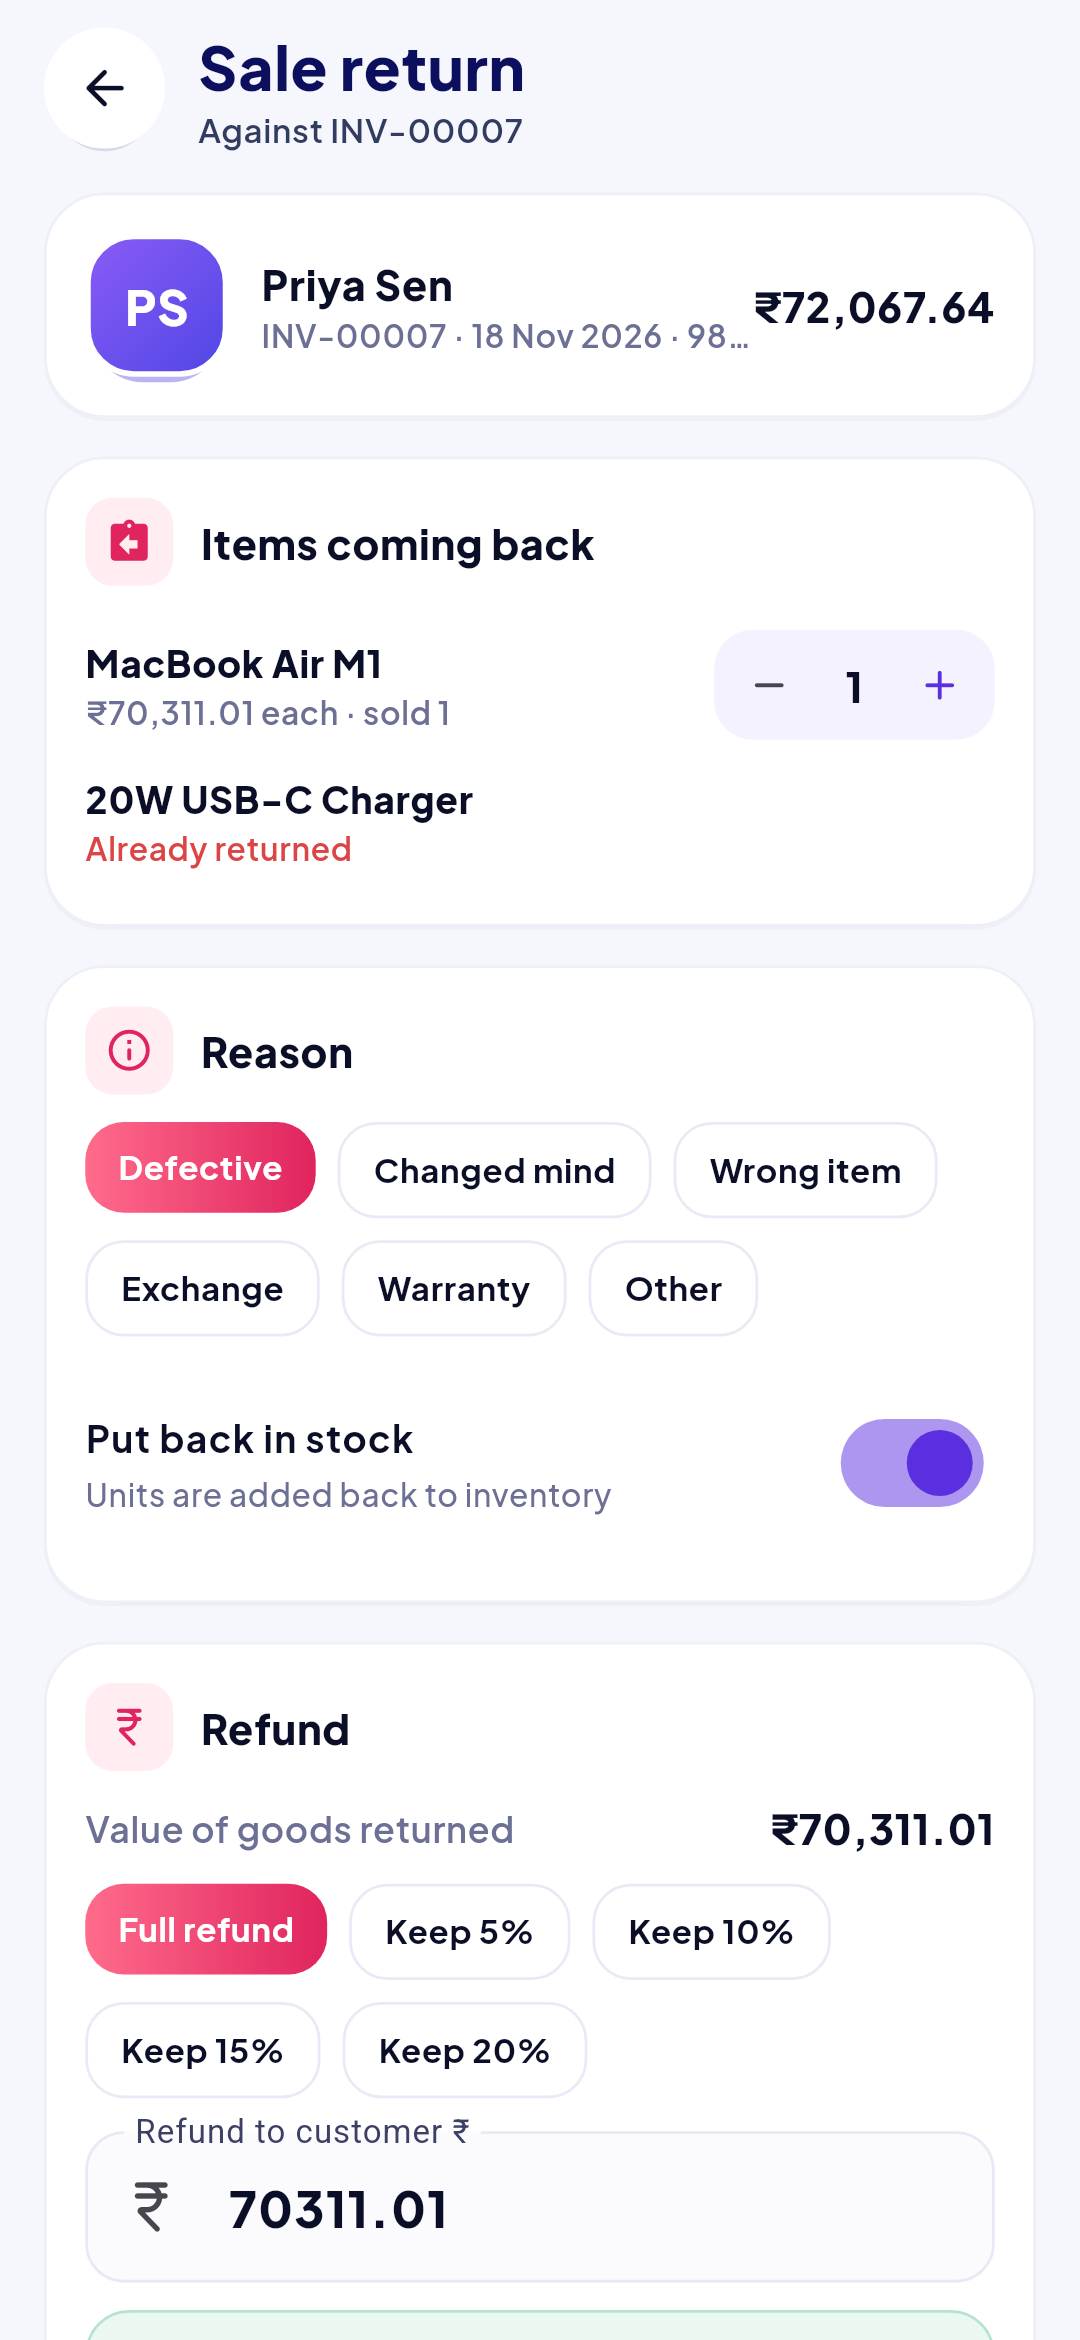 Sale return
Against INV-00007
PS
Priya Sen
INV-00007 · 18 Nov 2026 · 98…
₹72,067.64
Items coming back
MacBook Air M1
₹70,311.01 each · sold 1
− 1 +
20W USB-C Charger
Already returned
Reason
Defective
Changed mind
Wrong item
Exchange
Warranty
Other
Put back in stock
Units are added back to inventory
₹ Refund
Value of goods returned
₹70,311.01
Full refund
Keep 5%
Keep 10%
Keep 15%
Keep 20%
Refund to customer ₹
₹ 70311.01